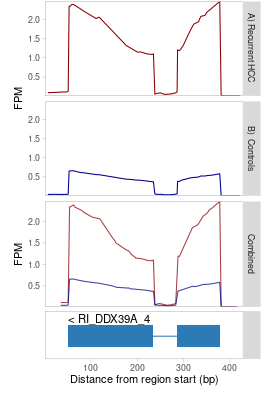 2.0
1.5
1.0
0.5
A) Recurrent HCC
FPM
2.0
1.5
1.0
0.5
B) Controls
2.0
1.5
1.0
0.5
Combined
FPM
< RI_DDX39A_4
100 200 300 400
Distance from region start (bp)